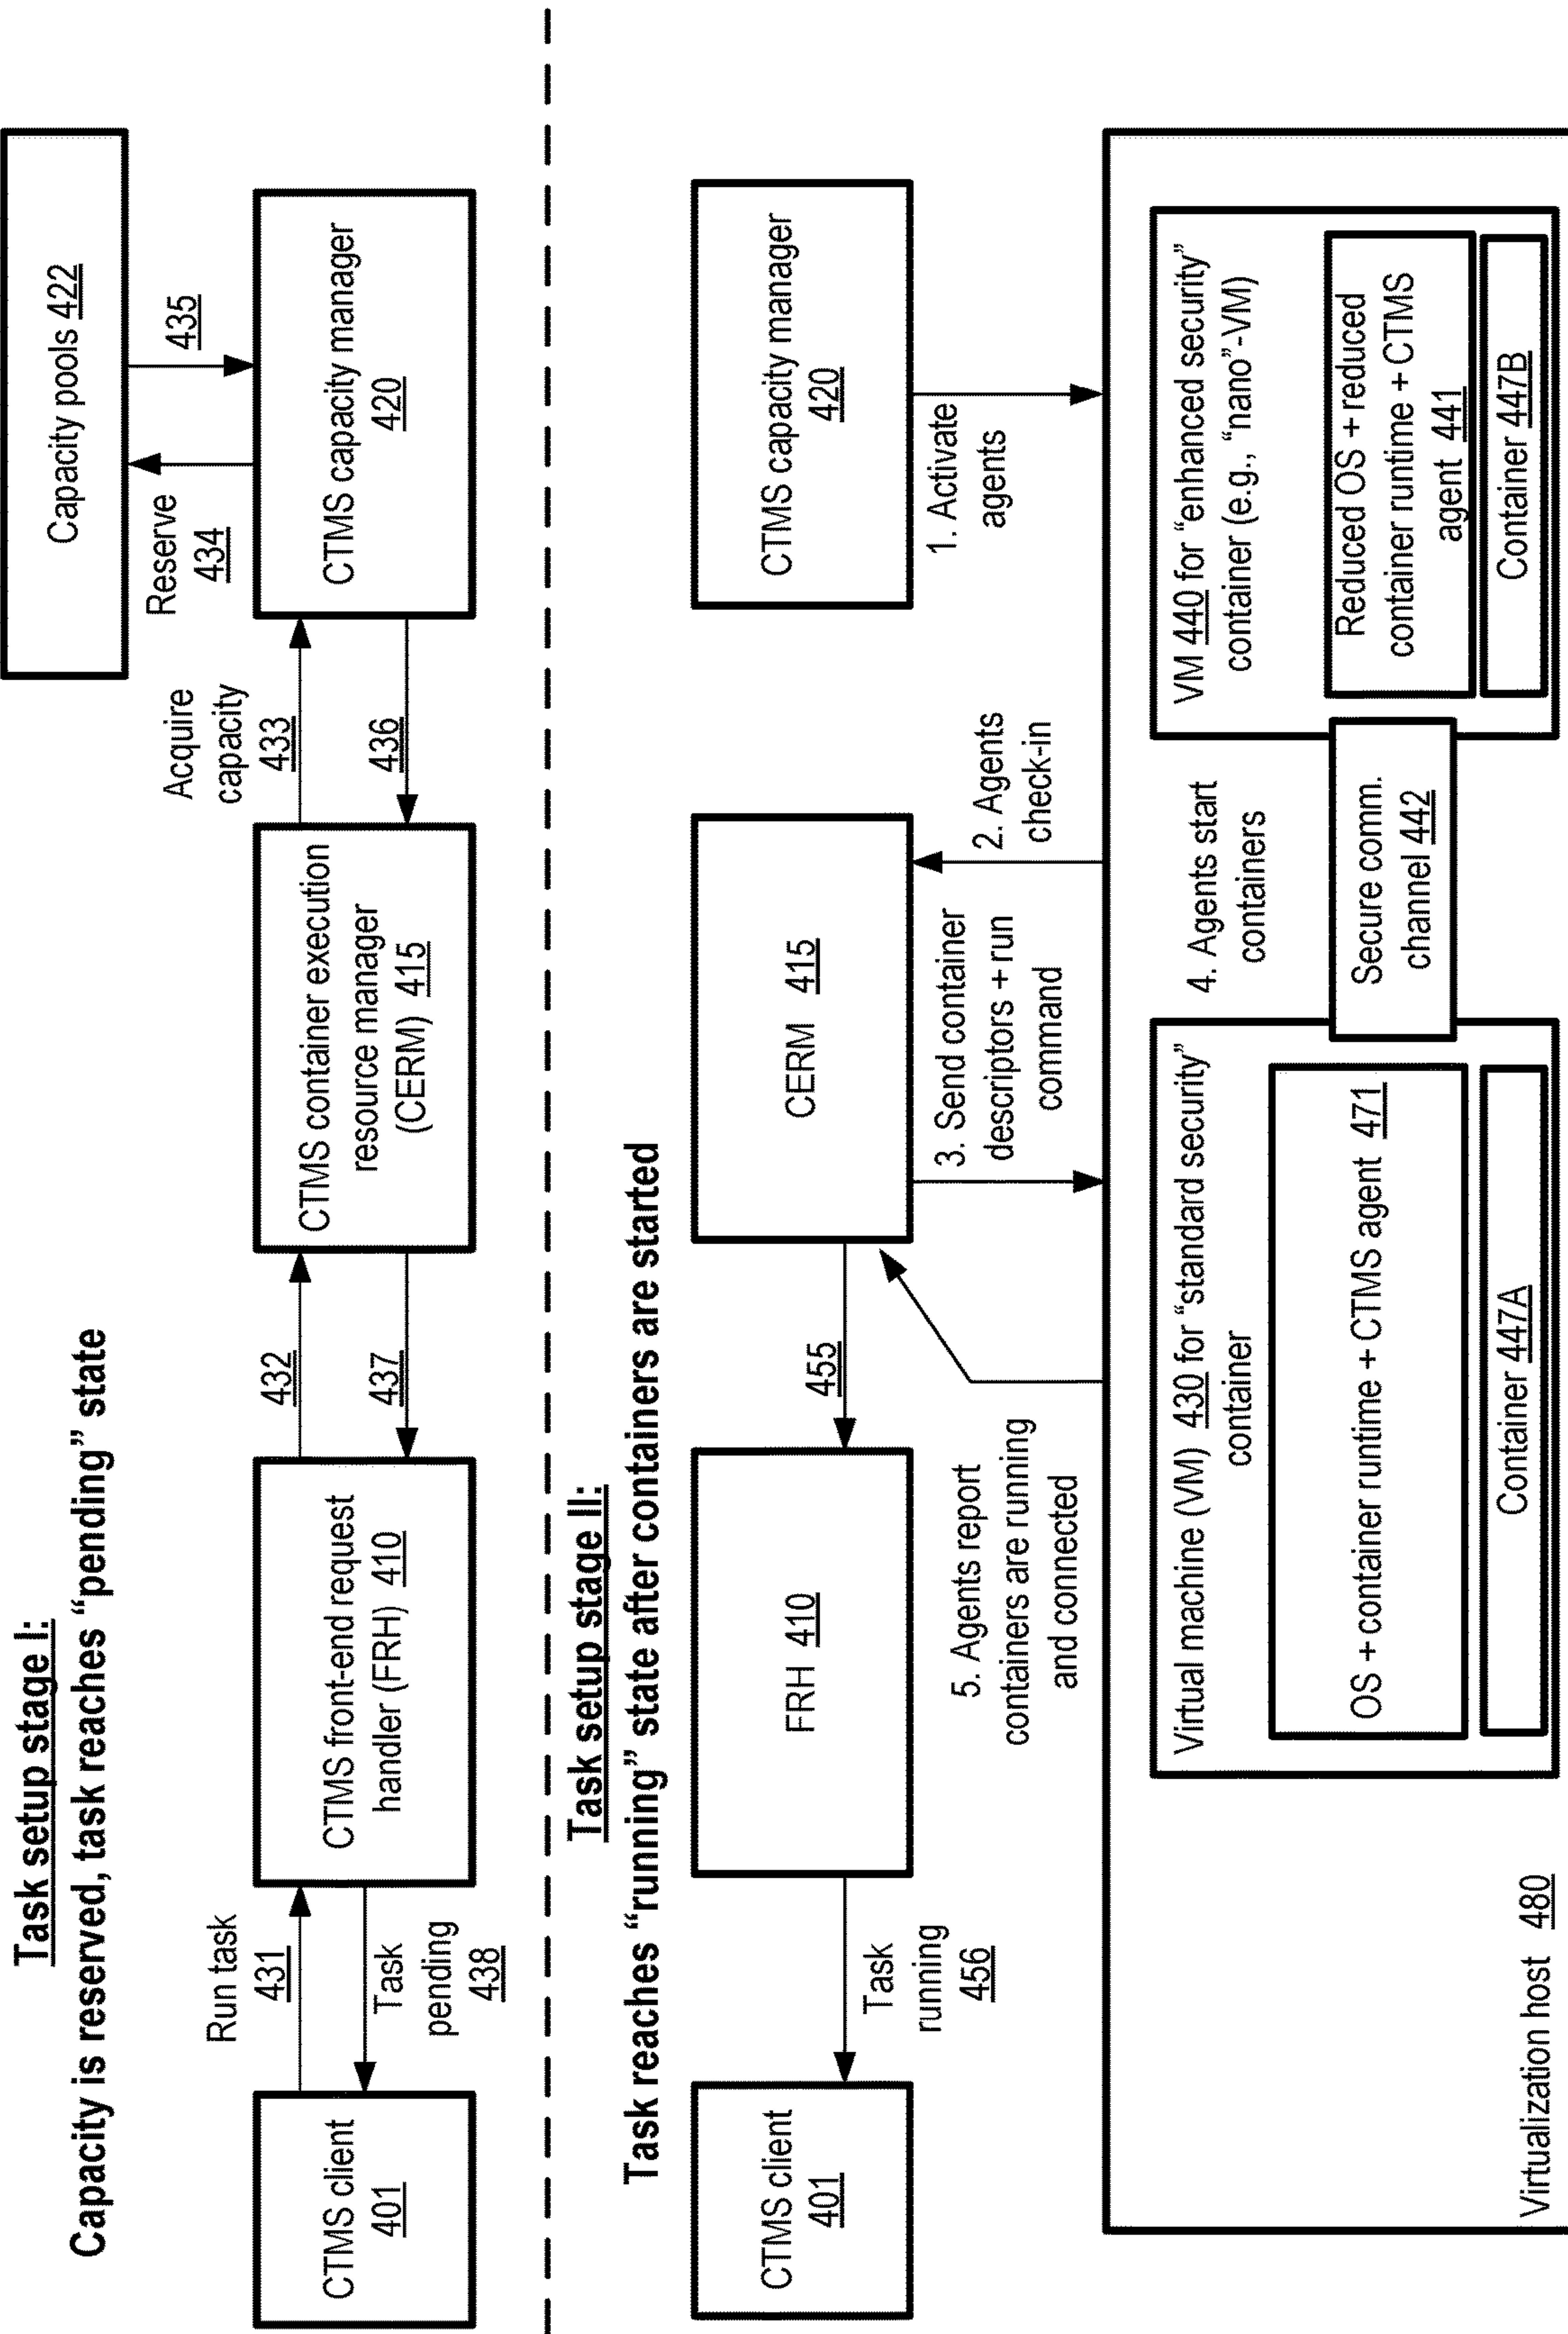 Task setup stage I:
Capacity is reserved, task reaches “pending” state
Capacity pools 422
Run task
431
432
Acquire
capacity
433
Reserve
434
435
CTMS client
401
CTMS front-end request
handler (FRH) 410
CTMS container execution
resource manager
(CERM) 415
CTMS capacity manager
420
Task
pending
438
437
436
Task setup stage II:
Task reaches “running” state after containers are started
CTMS client
401
FRH 410
CERM 415
CTMS capacity manager
420
Task
running
456
455
5. Agents report
containers are running
and connected
3. Send container
descriptors + run
command
2. Agents
check-in
1. Activate
agents
Virtual machine (VM) 430 for “standard security”
container
OS + container runtime + CTMS agent 471
Container 447A
4. Agents start
containers
Secure comm.
channel 442
VM 440 for “enhanced security”
container (e.g., “nano”-VM)
Reduced OS + reduced
container runtime + CTMS
agent 441
Container 447B
Virtualization host 480